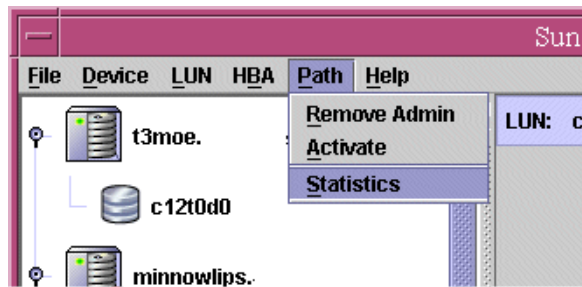 Sun
File Device LUN HBA Path Help
Remove Admin
Activate
Statistics
LUN: c
t3moe.
c12t0d0
minnowlips.